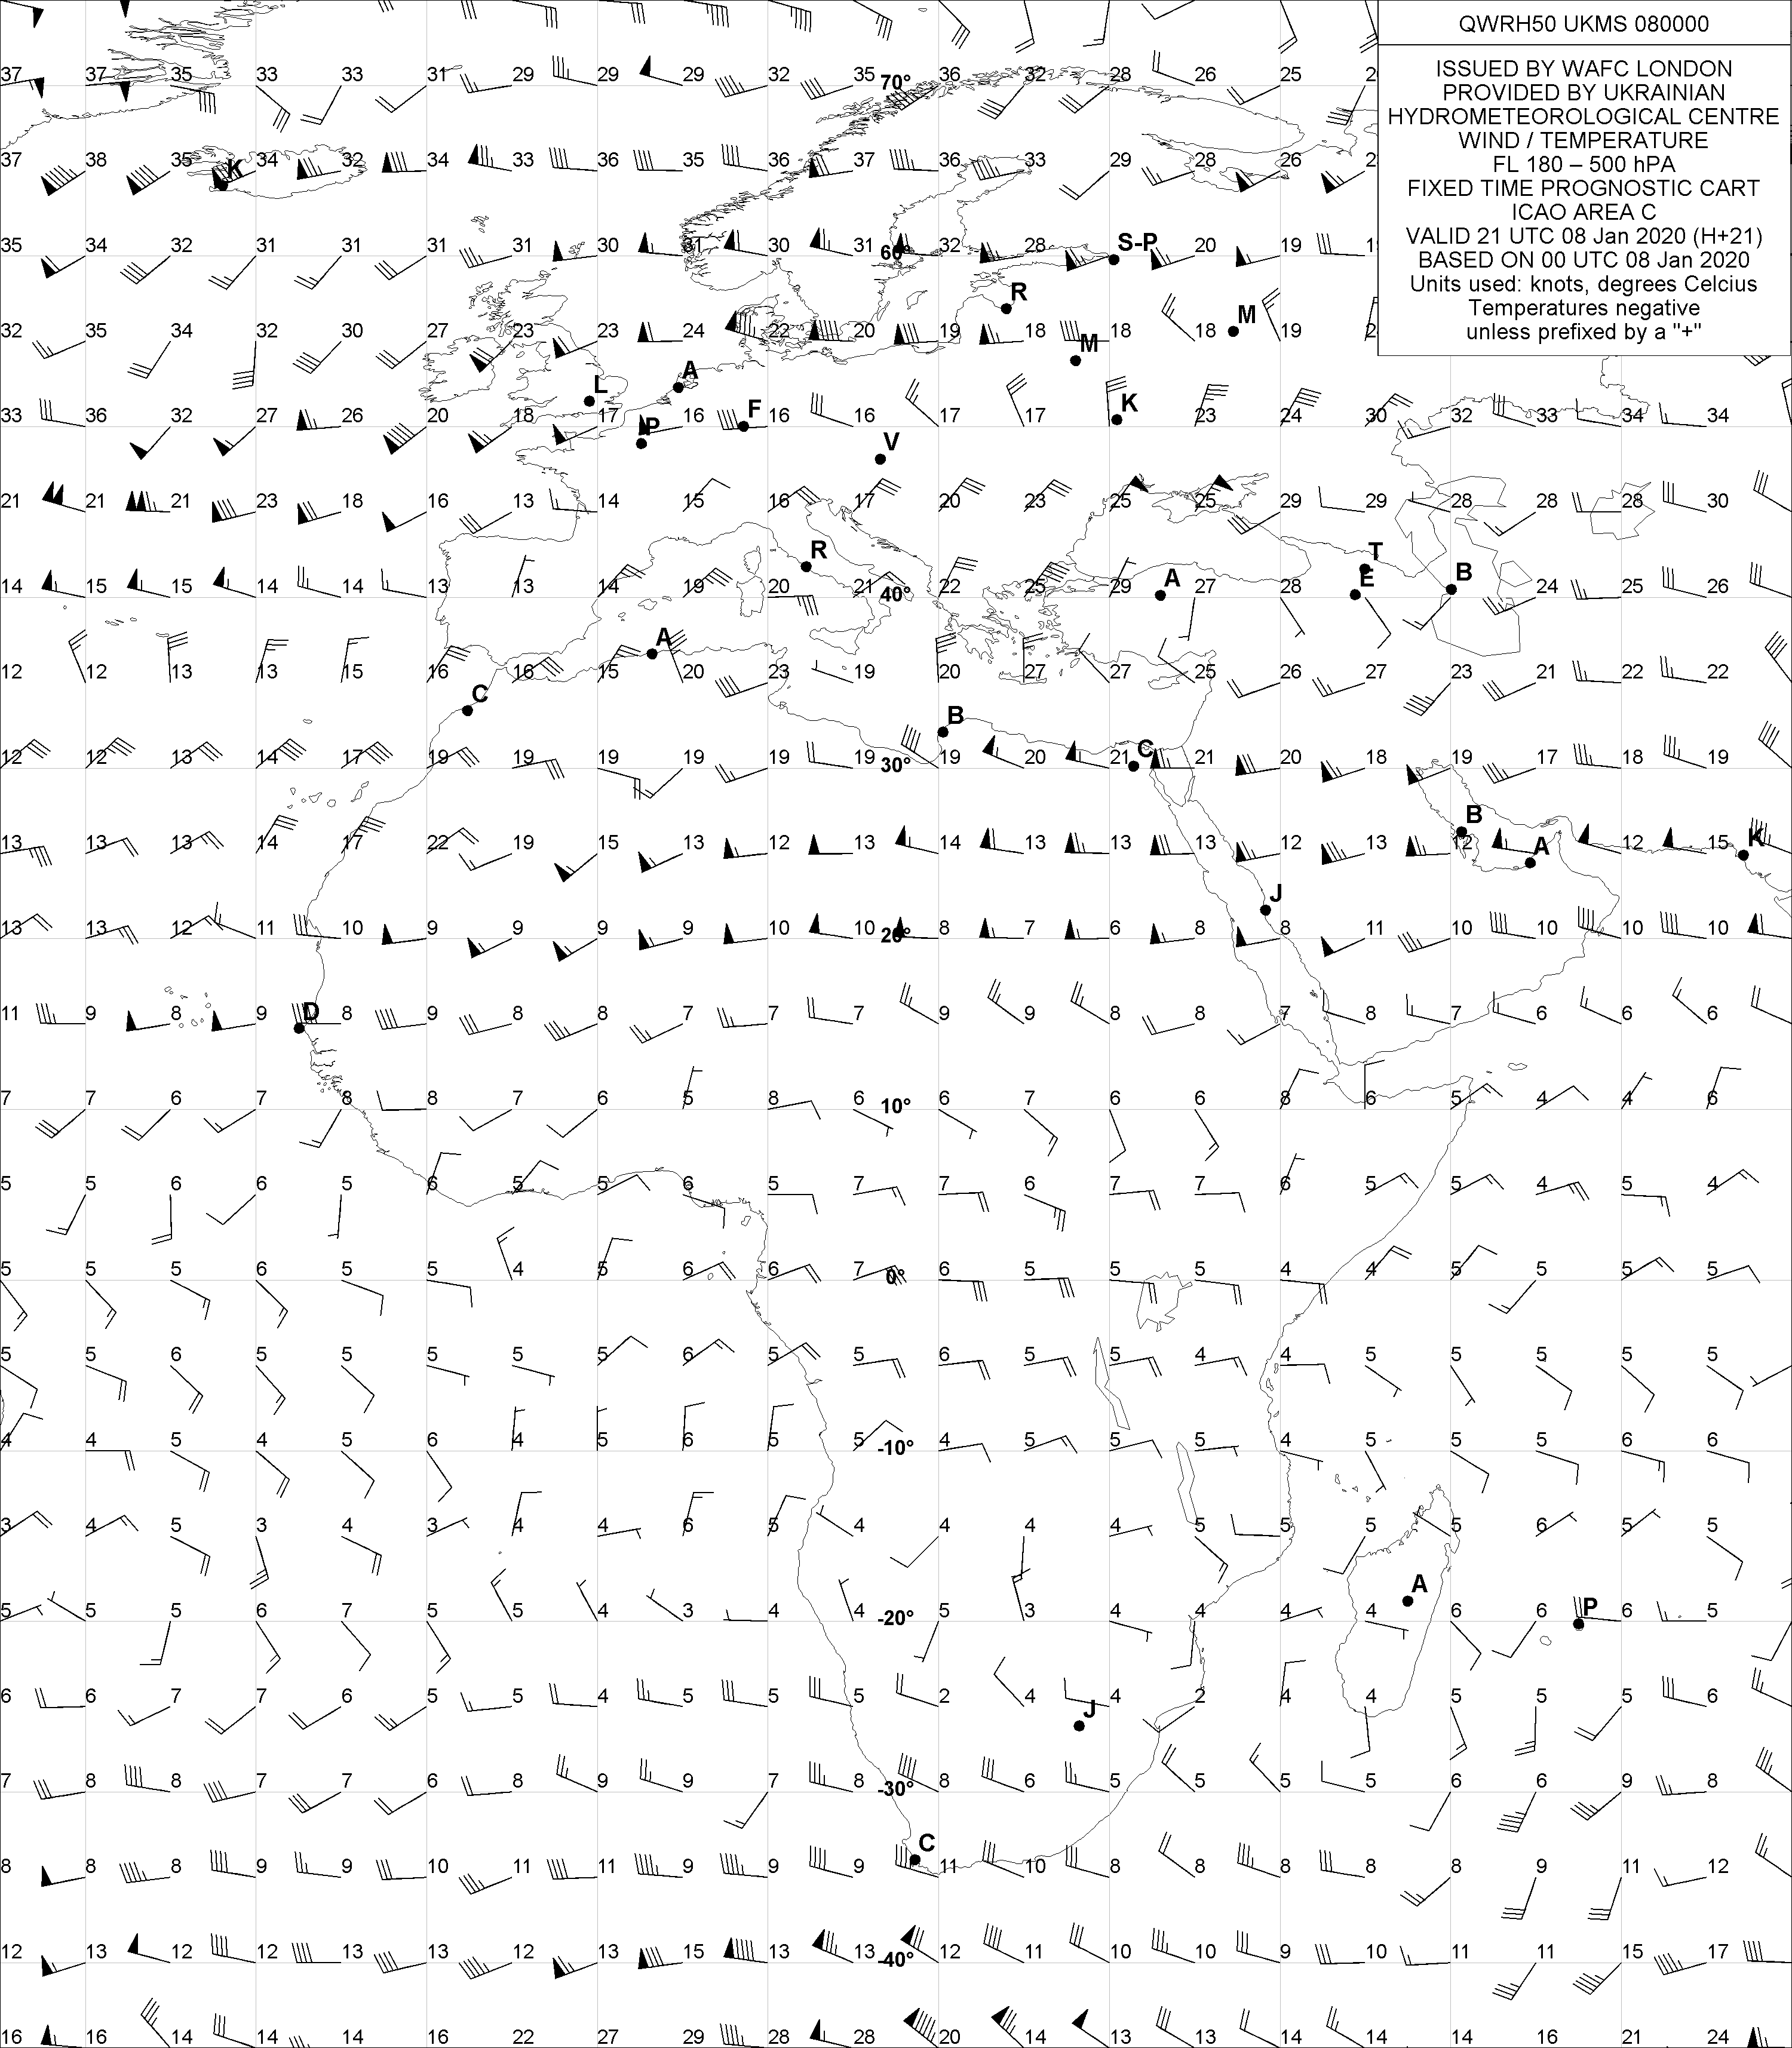 QWRH50 UKMS 080000
ISSUED BY WAFC LONDON
PROVIDED BY UKRAINIAN
HYDROMETEOROLOGICAL CENTRE
WIND / TEMPERATURE
FL 180 – 500 hPA
FIXED TIME PROGNOSTIC CART
ICAO AREA C
VALID 21 UTC 08 Jan 2020 (H+21)
BASED ON 00 UTC 08 Jan 2020
Units used: knots, degrees Celcius
Temperatures negative
unless prefixed by a "+"
37 37 35 33 33 31 29 29 29 32 35 70° 36 32 28 26 25
37 38 35 K 34 32 34 33 36 35 36 37 36 33 29 28 26
35 34 32 31 31 31 31 30 31 30 31 60° 32 28 S-P 20 19
R
32 35 34 32 30 27 23 23 24 22 20 19 18 M 18 18 M 19
L A
33 36 32 27 26 20 18 17 P 16 F 16 16 17 17 K 23 24 30 32 33 34 34
V
21 21 21 23 18 16 13 14 15 16 17 20 23 25 25 29 29 28 28 28 30
R T
14 15 15 14 14 13 13 14 19 20 21 40° 22 25 29 A 27 28 E B 24 25 26
A
12 12 13 13 15 16 16 15 20 23 19 20 27 27 25 26 27 23 21 22 22
C
B
12 12 13 14 17 19 19 19 19 19 19 30° 19 20 21 C 21 20 18 19 17 18 19
B
13 13 13 14 17 22 19 15 13 12 13 14 13 13 13 12 13 12 A 12 15 K
J
13 13 12 11 10 9 9 9 9 10 10 20° 8 7 6 8 8 11 10 10 10 10
11 9 8 9 D 8 9 8 8 7 7 7 9 9 8 8 7 8 7 6 6 6
7 7 6 7 8 8 7 6 5 8 6 10° 6 7 6 6 8 6 5 4 4 6
5 5 6 6 5 6 5 5 6 5 7 7 6 7 7 6 5 5 4 5 4
5 5 5 6 5 5 4 5 6 6 7 0° 6 5 5 5 4 4 5 5 5 5
5 5 6 5 5 5 5 5 6 5 5 6 5 5 4 4 5 5 5 5 5
4 4 5 4 5 6 4 5 6 5 5 -10° 4 5 5 5 4 5 5 5 6 6
3 4 5 3 4 3 4 4 6 5 4 4 4 4 5 5 5 5 6 5 5
A
5 5 5 6 7 5 5 4 3 4 4 -20° 5 3 4 4 4 4 6 6 P 6 5
6 6 7 7 6 5 5 4 5 5 5 2 4 J 4 2 4 4 5 5 5 6
7 8 8 7 7 6 8 9 9 7 8 -30° 8 6 5 5 5 5 6 6 9 8
C
8 8 8 9 9 10 11 11 9 9 9 11 10 8 8 8 8 8 9 11 12
12 13 12 12 13 13 12 13 15 13 13 -40° 12 11 10 10 9 10 11 11 15 17
16 16 14 14 14 16 22 27 29 28 28 20 14 13 13 14 14 14 16 21 24